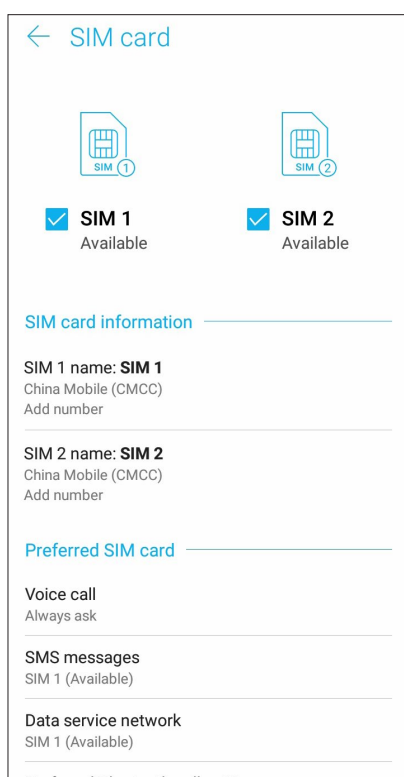 SIM card
SIM 1
SIM 2
SIM 1
Available
SIM 2
Available
SIM card information
SIM 1 name: SIM 1
China Mobile (CMCC)
Add number
SIM 2 name: SIM 2
China Mobile (CMCC)
Add number
Preferred SIM card
Voice call
Always ask
SMS messages
SIM 1 (Available)
Data service network
SIM 1 (Available)